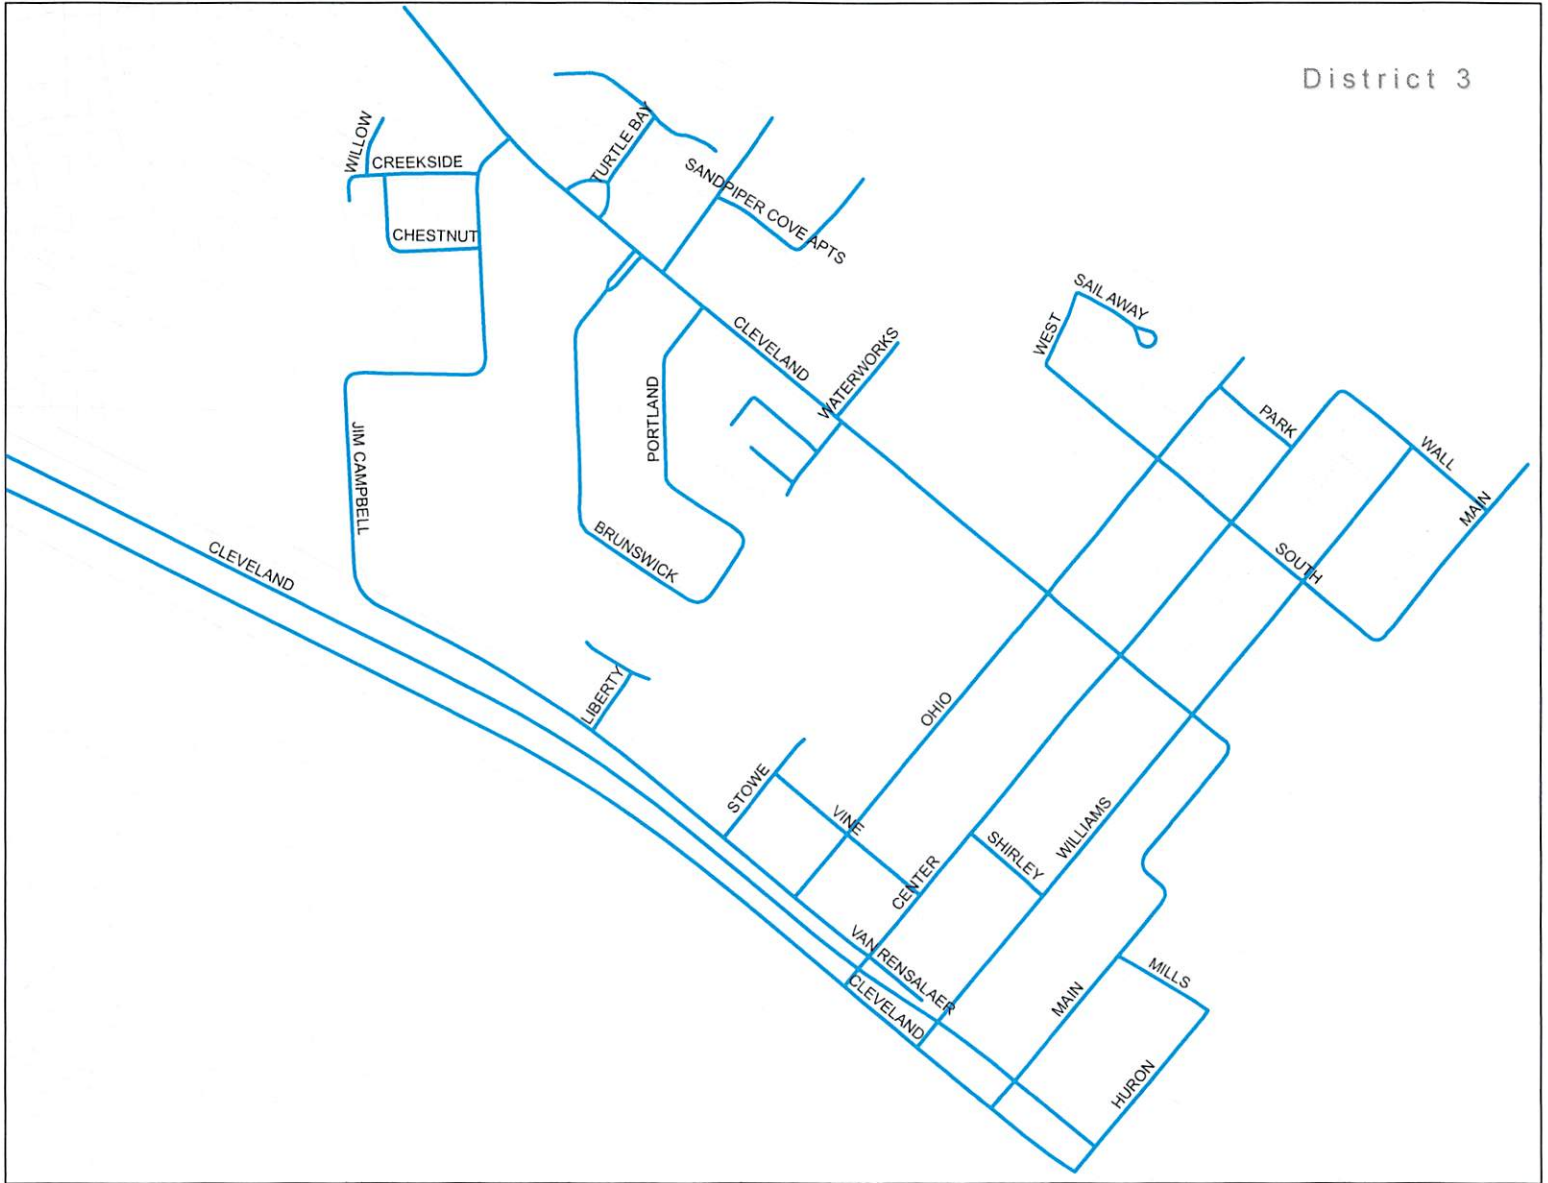 District 3
TURTLE BAY
WILLOW
CREEKSIDE
SANDPIPER COVE APTS
CHESTNUT
SAIL AWAY
WEST
CLEVELAND
WATERWORKS
PORTLAND
PARK
JIM CAMPBELL
WALL
MAIN
BRUNSWICK
SOUTH
CLEVELAND
LIBERTY
OHIO
STOWE
VINE
SHIRLEY
WILLIAMS
CENTER
VAN RENSALAER
CLEVELAND
MILLS
MAIN
HURON